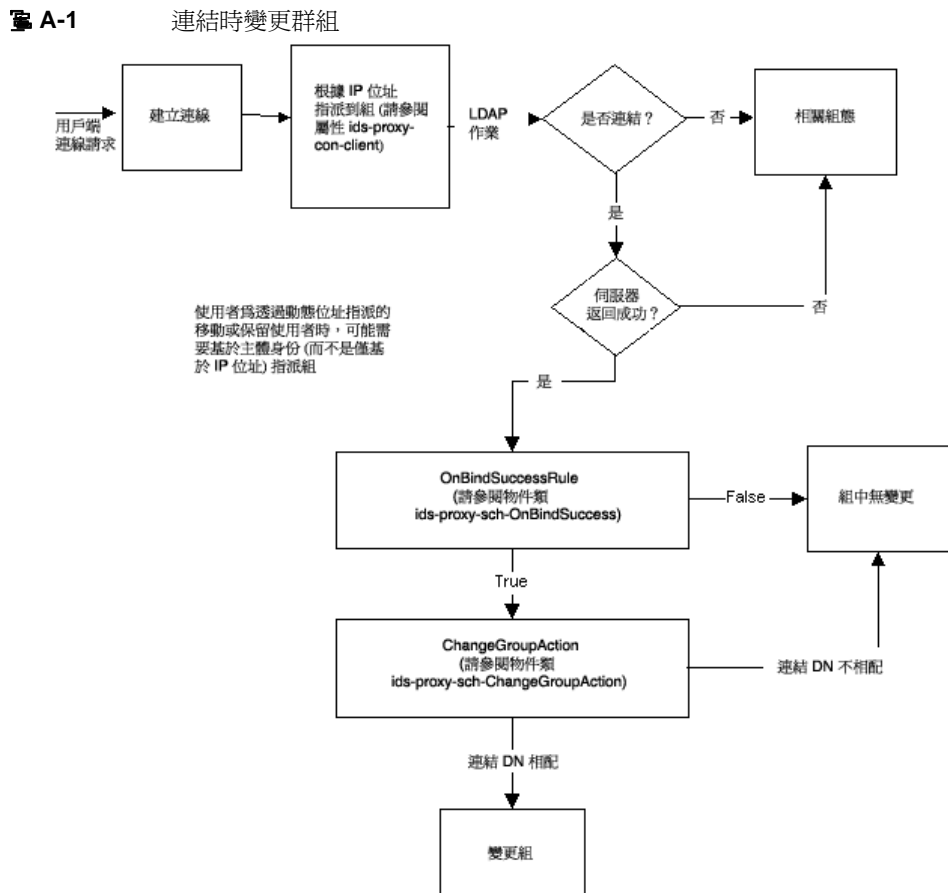 圖 A-1 連結時變更群組
用戶端
連線請求
建立連線
根據 IP 位址
指派到組 (請參閱
屬性 ids-proxy-
con-client)
LDAP
作業
是否連結？
否
相關組態
是
伺服器
返回成功？
否
使用者為透過動態位址指派的
移動或保留使用者時，可能需
要基於主體身份 (而不是僅基
於 IP 位址) 指派組
是
OnBindSuccessRule
(請參閱物件類
ids-proxy-sch-OnBindSuccess)
False
組中無變更
True
ChangeGroupAction
(請參閱物件類
ids-proxy-sch-ChangeGroupAction)
連結 DN 不相配
連結 DN 相配
變更組